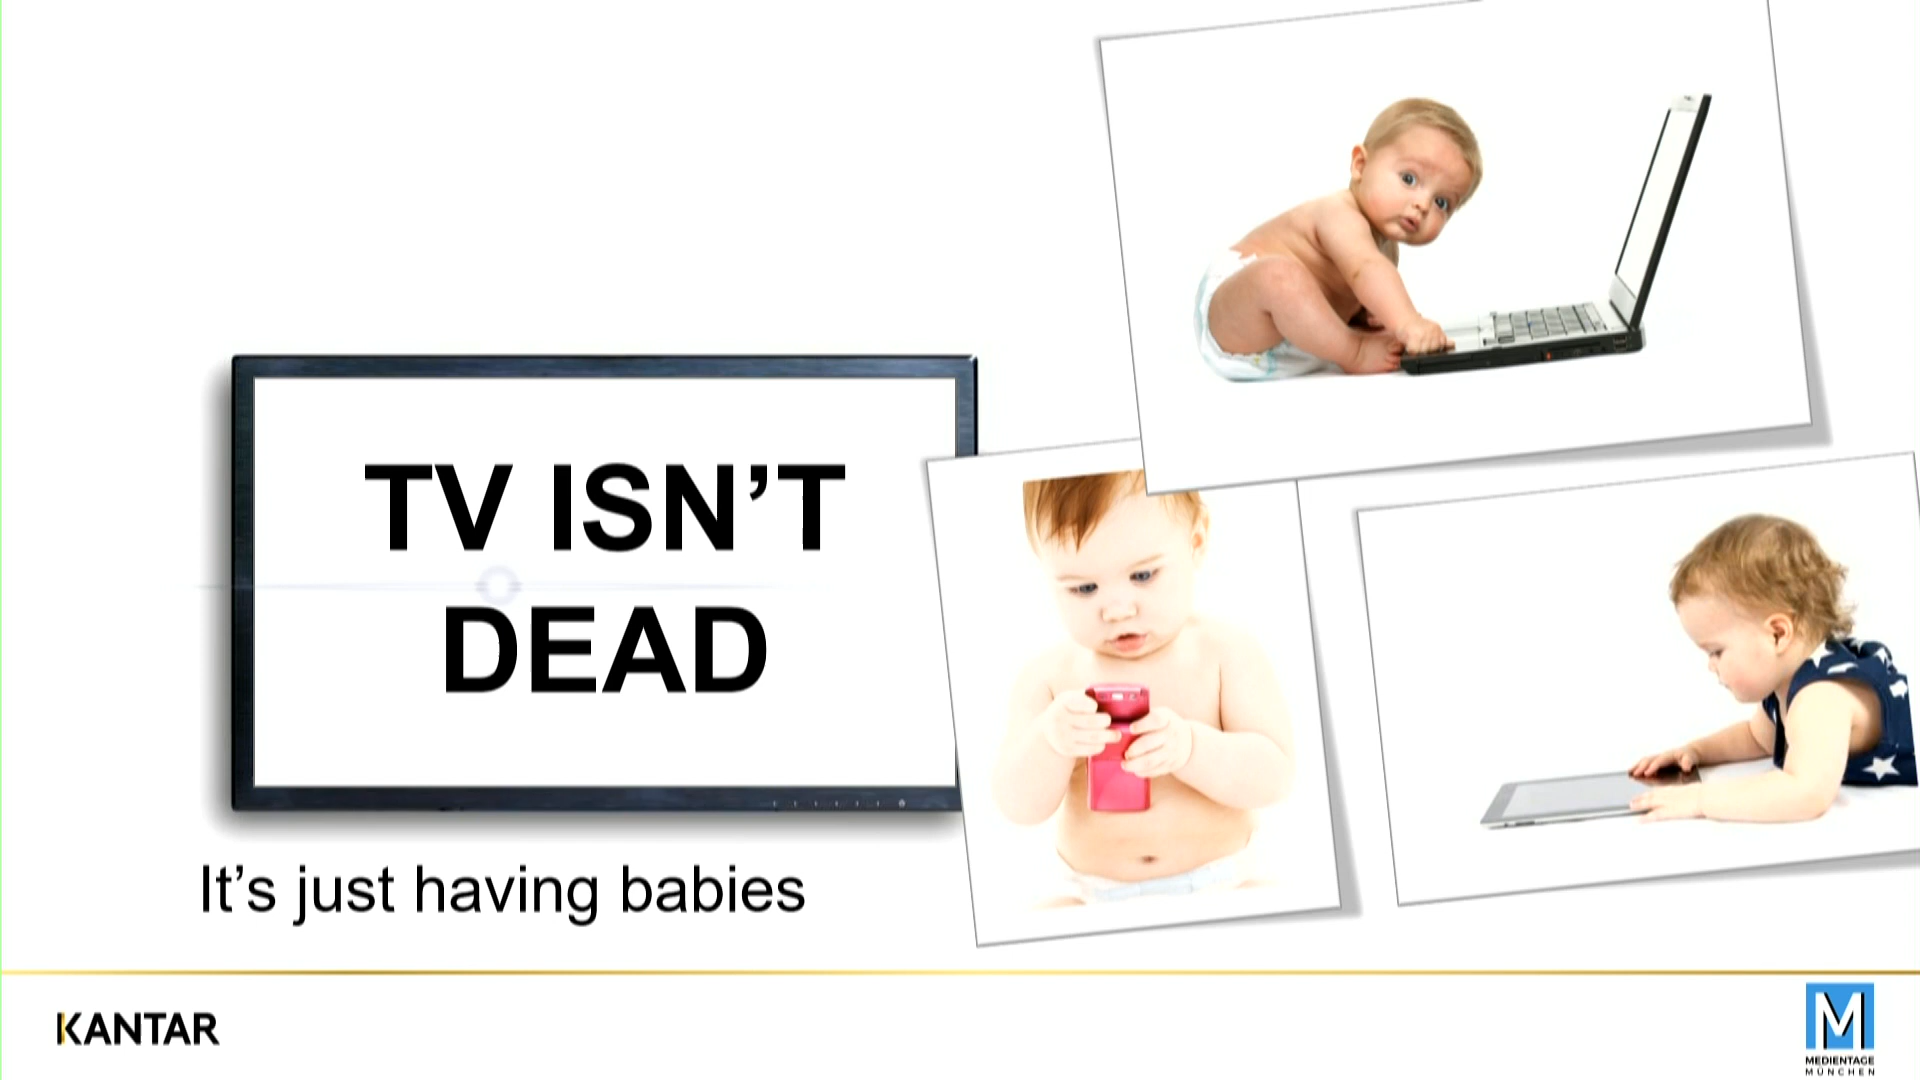 TV ISN’T
DEAD
It’s just having babies
KANTAR
M
MEDIENTAGE
MÜNCHEN